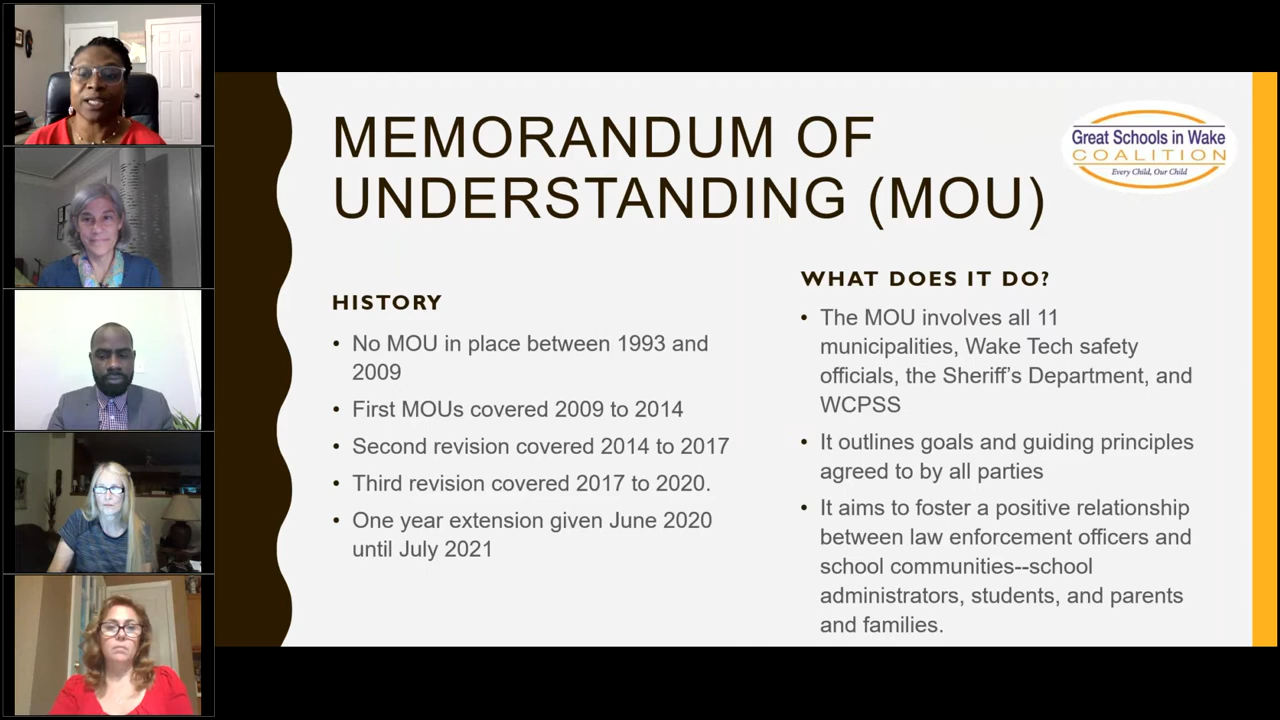 MEMORANDUM OF
UNDERSTANDING (MOU)
Great Schools in Wake
COALITION
Every Child, Our Child
HISTORY
• No MOU in place between 1993 and
2009
• First MOUs covered 2009 to 2014
• Second revision covered 2014 to 2017
• Third revision covered 2017 to 2020.
• One year extension given June 2020
until July 2021
WHAT DOES IT DO?
• The MOU involves all 11
municipalities, Wake Tech safety
officials, the Sheriff's Department, and
WCPSS
• It outlines goals and guiding principles
agreed to by all parties
• It aims to foster a positive relationship
between law enforcement officers and
school communities--school
administrators, students, and parents
and families.